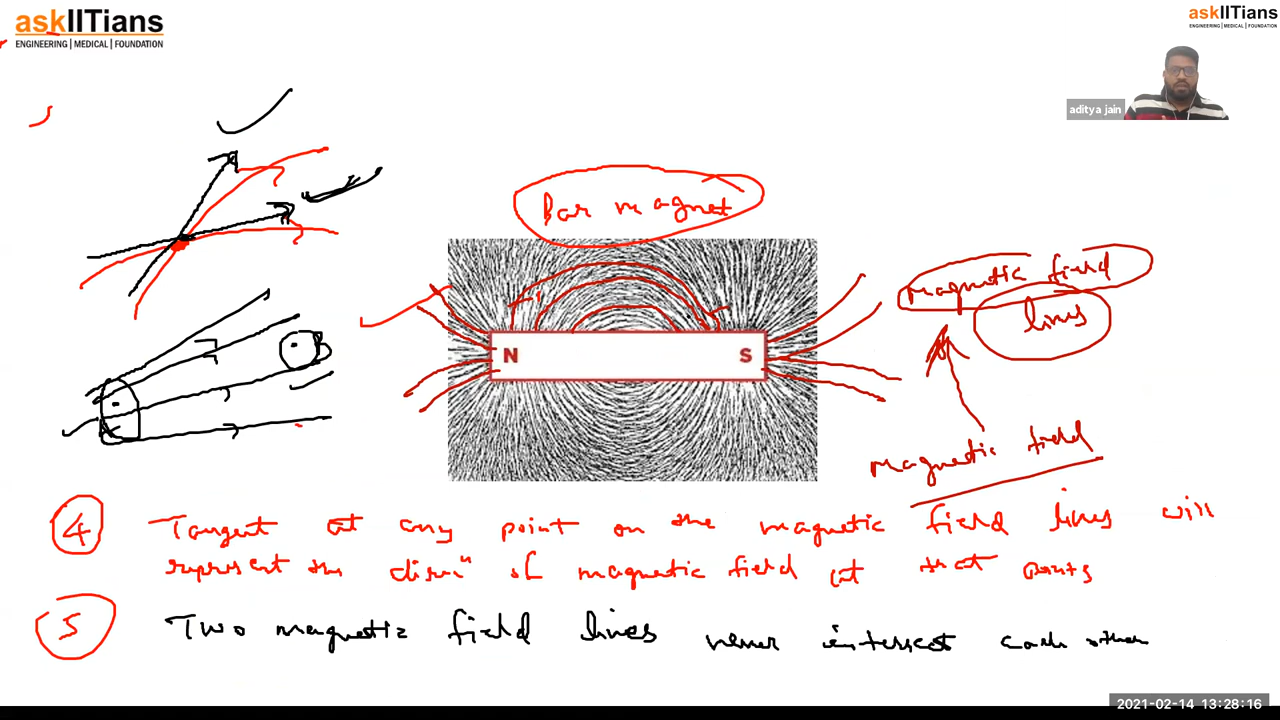 askIITians
ENGINEERING | MEDICAL | FOUNDATION
askIITians
ENGINEERING | MEDICAL | FOUNDATION
aditya jain
Bar magnet
magnetic field
lines
N
S
magnetic field
4 Tangent at any point on the magnetic field lines will
represent the direcⁿ of magnetic field at that points
5 Two magnetic field lines never intersect each other
2021-02-14 13:28:16